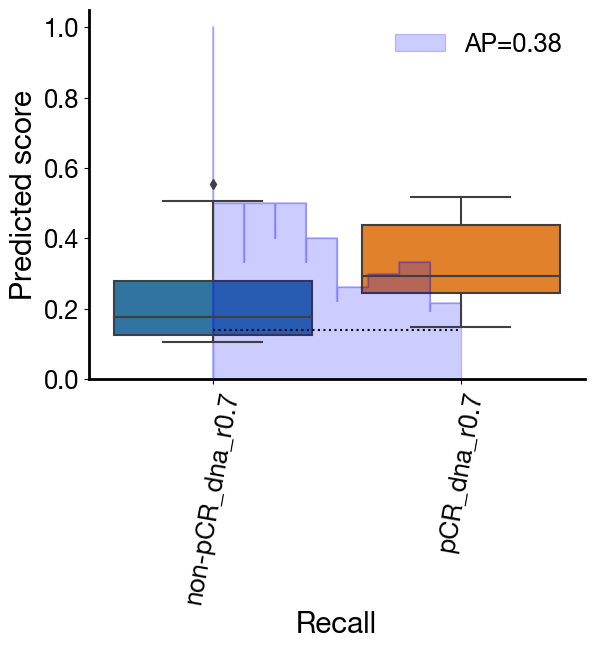 1.0
AP=0.38
0.8
0.6
0.4
0.2
0.0
Predicted score
non-pCR_dna_r0.7
pCR_dna_r0.7
Recall